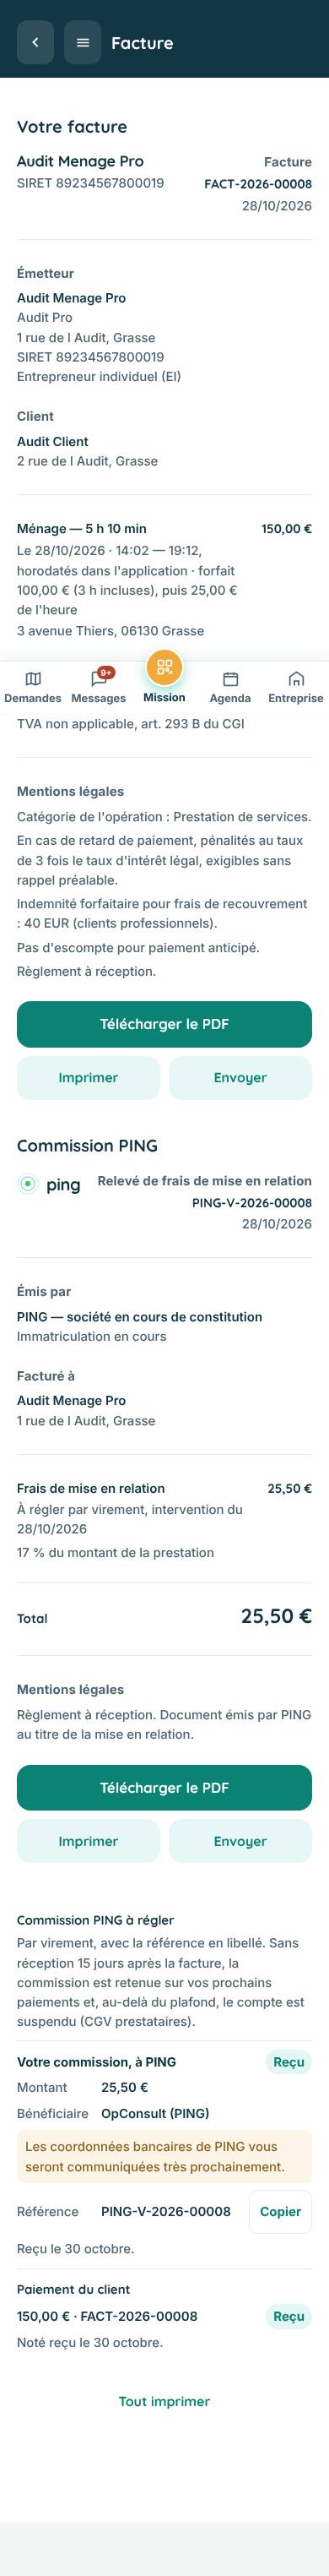 Facture
Votre facture
Audit Menage Pro
Facture
SIRET 89234567800019
FACT-2026-00008
28/10/2026
Émetteur
Audit Menage Pro
Audit Pro
1 rue de l Audit, Grasse
SIRET 89234567800019
Entrepreneur individuel (EI)
Client
Audit Client
2 rue de l Audit, Grasse
Ménage — 5 h 10 min
150,00 €
Le 28/10/2026 · 14:02 — 19:12,
horodatés dans l'application · forfait
100,00 € (3 h incluses), puis 25,00 €
de l'heure
3 avenue Thiers, 06130 Grasse
Demandes
9+
Messages
Mission
Agenda
Entreprise
TVA non applicable, art. 293 B du CGI
Mentions légales
Catégorie de l'opération : Prestation de services.
En cas de retard de paiement, pénalités au taux
de 3 fois le taux d'intérêt légal, exigibles sans
rappel préalable.
Indemnité forfaitaire pour frais de recouvrement
: 40 EUR (clients professionnels).
Pas d'escompte pour paiement anticipé.
Règlement à réception.
Télécharger le PDF
Imprimer
Envoyer
Commission PING
ping
Relevé de frais de mise en relation
PING-V-2026-00008
28/10/2026
Émis par
PING — société en cours de constitution
Immatriculation en cours
Facturé à
Audit Menage Pro
1 rue de l Audit, Grasse
Frais de mise en relation
25,50 €
À régler par virement, intervention du
28/10/2026
17 % du montant de la prestation
Total
25,50 €
Mentions légales
Règlement à réception. Document émis par PING
au titre de la mise en relation.
Télécharger le PDF
Imprimer
Envoyer
Commission PING à régler
Par virement, avec la référence en libellé. Sans
réception 15 jours après la facture, la
commission est retenue sur vos prochains
paiements et, au-delà du plafond, le compte est
suspendu (CGV prestataires).
Votre commission, à PING
Reçu
Montant
25,50 €
Bénéficiaire
OpConsult (PING)
Les coordonnées bancaires de PING vous
seront communiquées très prochainement.
Référence
PING-V-2026-00008
Copier
Reçu le 30 octobre.
Paiement du client
150,00 € · FACT-2026-00008
Reçu
Noté reçu le 30 octobre.
Tout imprimer